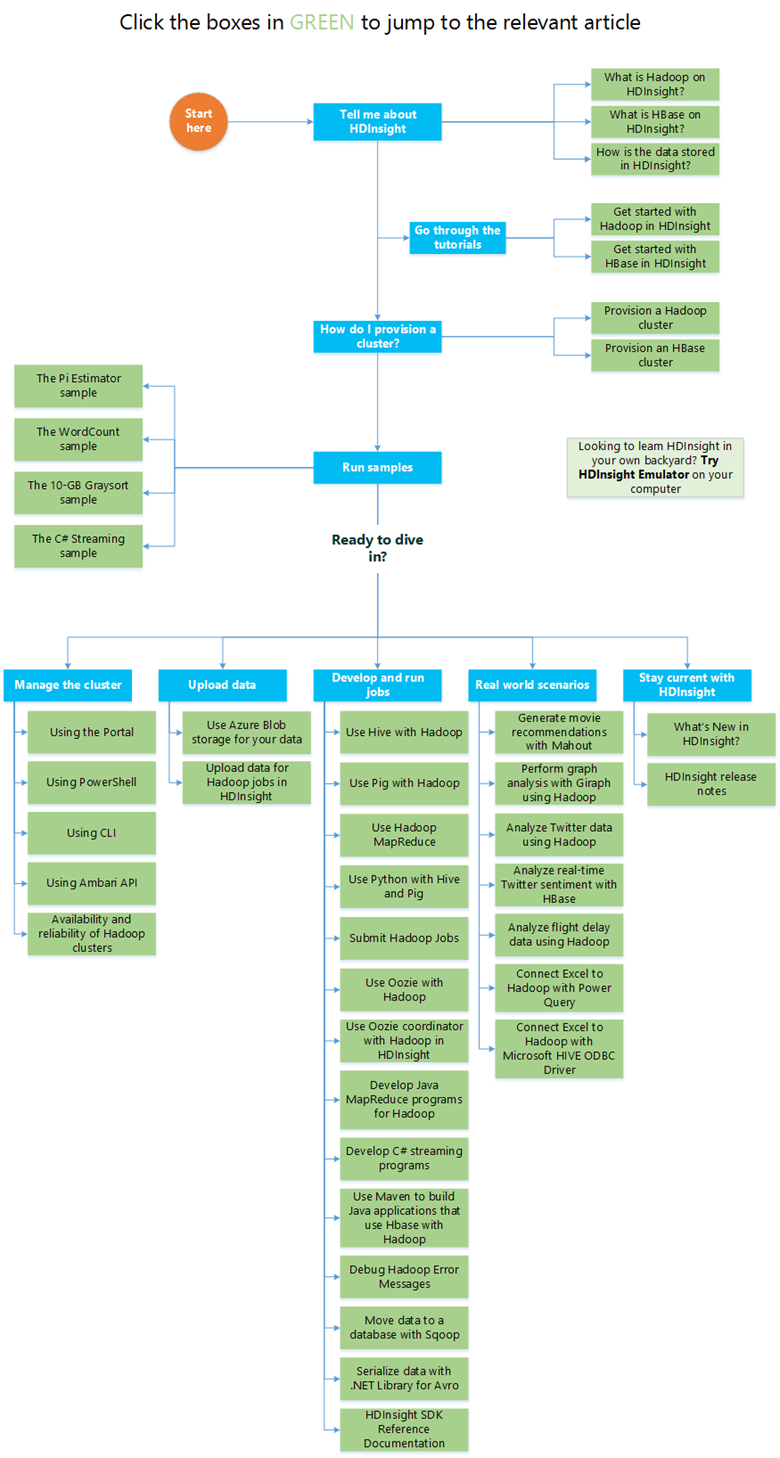 Click the boxes in GREEN to jump to the relevant article
Start
here
Tell me about
HDInsight
What is Hadoop on
HDInsight?
What is HBase on
HDInsight?
How is the data stored
in HDInsight?
Go through the
tutorials
Get started with
Hadoop in HDInsight
Get started with
HBase in HDInsight
How do I provision a
cluster?
Provision a Hadoop
cluster
Provision an HBase
cluster
The Pi Estimator
sample
The WordCount
sample
The 10-GB Graysort
sample
The C# Streaming
sample
Run samples
Looking to learn HDInsight in
your own backyard? Try
HDInsight Emulator on your
computer
Ready to dive
in?
Manage the cluster
Using the Portal
Using PowerShell
Using CLI
Using Ambari API
Availability and
reliability of Hadoop
clusters
Upload data
Use Azure Blob
storage for your data
Upload data for
Hadoop jobs in
HDInsight
Develop and run
jobs
Use Hive with Hadoop
Use Pig with Hadoop
Use Hadoop
MapReduce
Use Python with Hive
and Pig
Submit Hadoop Jobs
Use Oozie with
Hadoop
Use Oozie coordinator
with Hadoop in
HDInsight
Develop Java
MapReduce programs
for Hadoop
Develop C# streaming
programs
Use Maven to build
Java applications that
use Hbase with
Hadoop
Debug Hadoop Error
Messages
Move data to a
database with Sqoop
Serialize data with
.NET Library for Avro
HDInsight SDK
Reference
Documentation
Real world scenarios
Generate movie
recommendations
with Mahout
Perform graph
analysis with Giraph
using Hadoop
Analyze Twitter data
using Hadoop
Analyze real-time
Twitter sentiment with
HBase
Analyze flight delay
data using Hadoop
Connect Excel to
Hadoop with Power
Query
Connect Excel to
Hadoop with
Microsoft HIVE ODBC
Driver
Stay current with
HDInsight
What's New in
HDInsight?
HDInsight release
notes